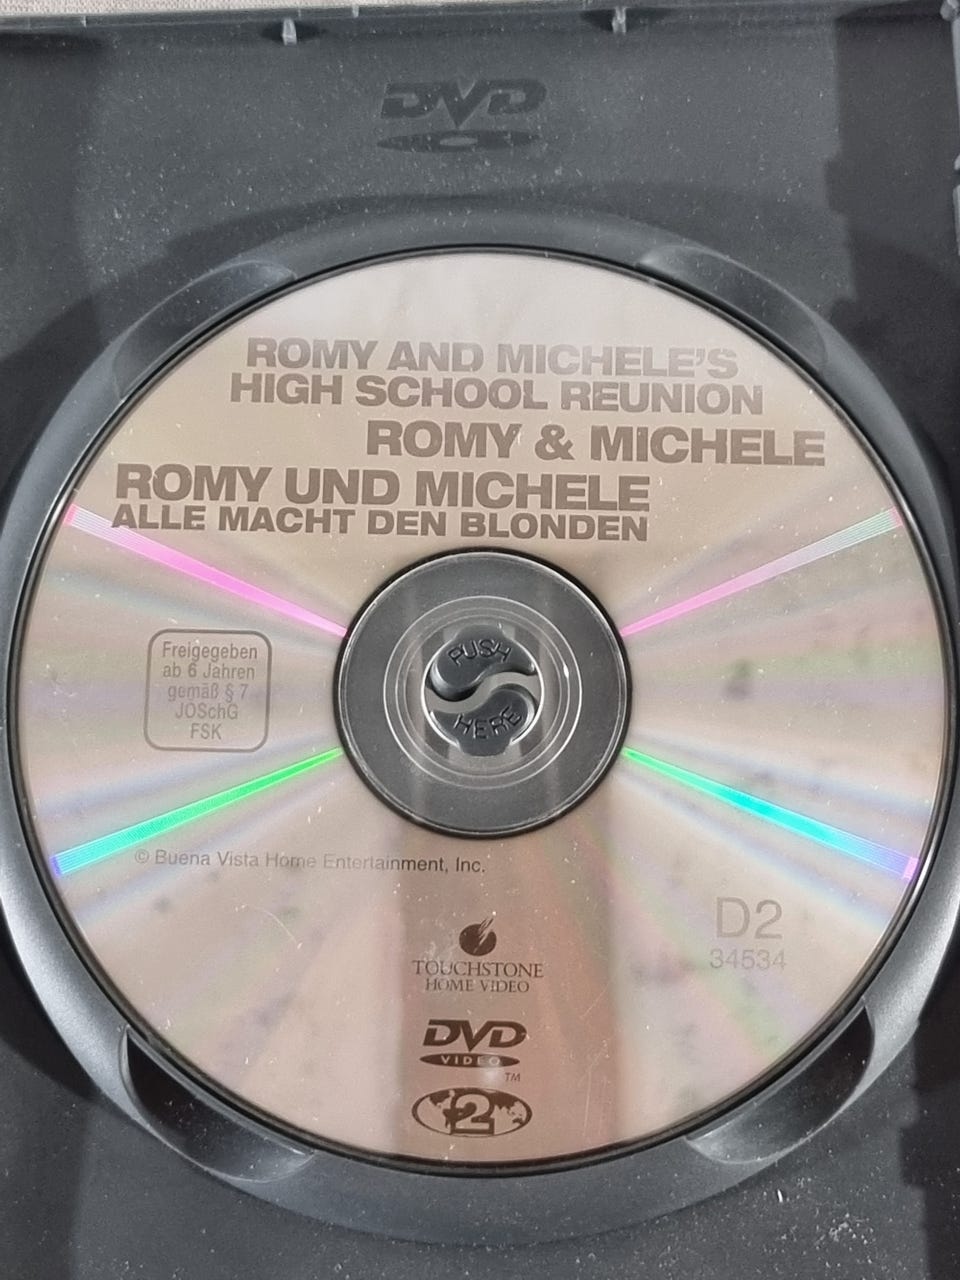 DVD
ROMY AND MICHELE'S
HIGH SCHOOL REUNION
ROMY & MICHELE
ROMY UND MICHELE
ALLE MACHT DEN BLONDEN
PUSH
HERE
Freigegeben
ab 6 Jahren
gemäß § 7
JÖSchG
FSK
© Buena Vista Home Entertainment, Inc.
D2
34534
TOUCHSTONE
HOME VIDEO
DVD
VIDEO
TM
2